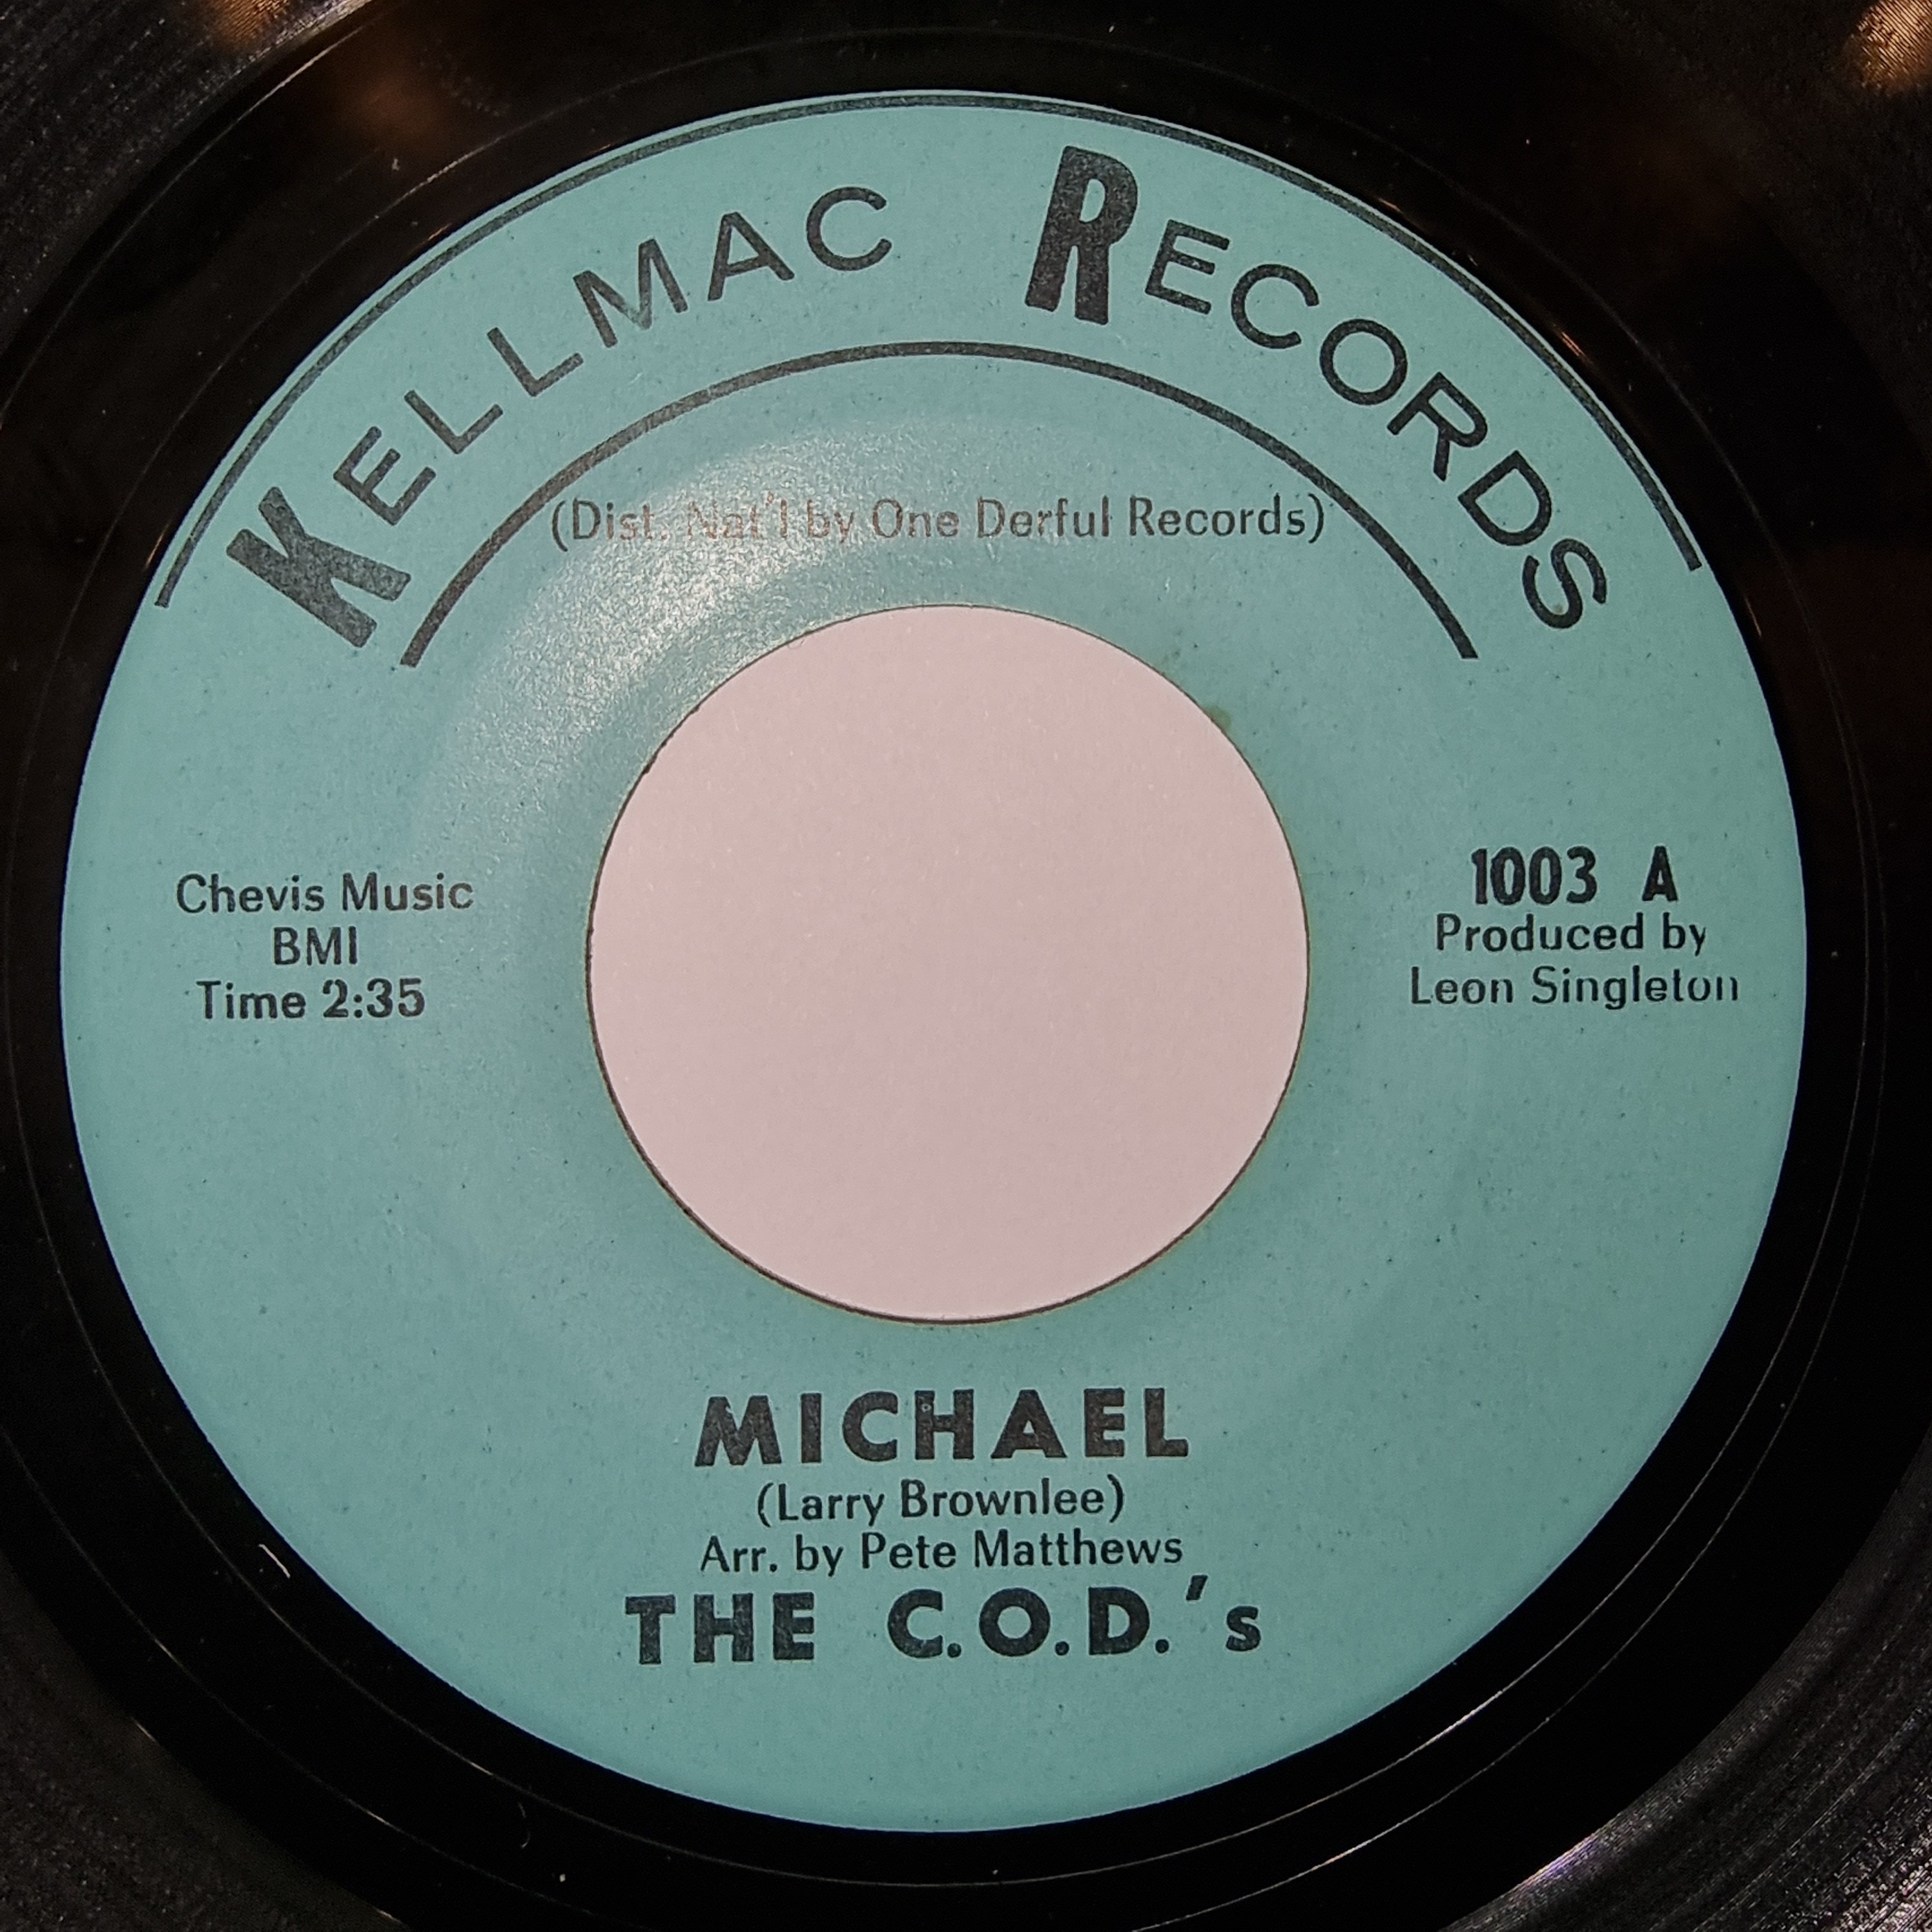 KELLMAC RECORDS
(Dist. Nat'l by One Derful Records)
Chevis Music
BMI
Time 2:35
1003 A
Produced by
Leon Singleton
MICHAEL
(Larry Brownlee)
Arr. by Pete Matthews
THE C.O.D.'s